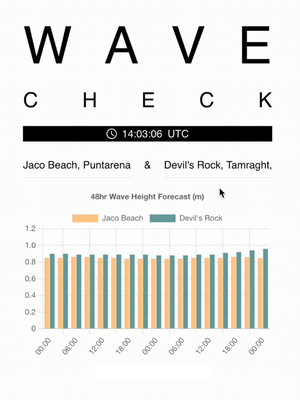 WAVE
CHECK
14:03:06 UTC
Jaco Beach, Puntarena & Devil's Rock, Tamraght,
48hr Wave Height Forecast (m)
Jaco Beach Devil's Rock
1.2
1.0
0.8
0.6
0.4
0.2
0
00:00 06:00 12:00 18:00 00:00 06:00 12:00 18:00 00:00